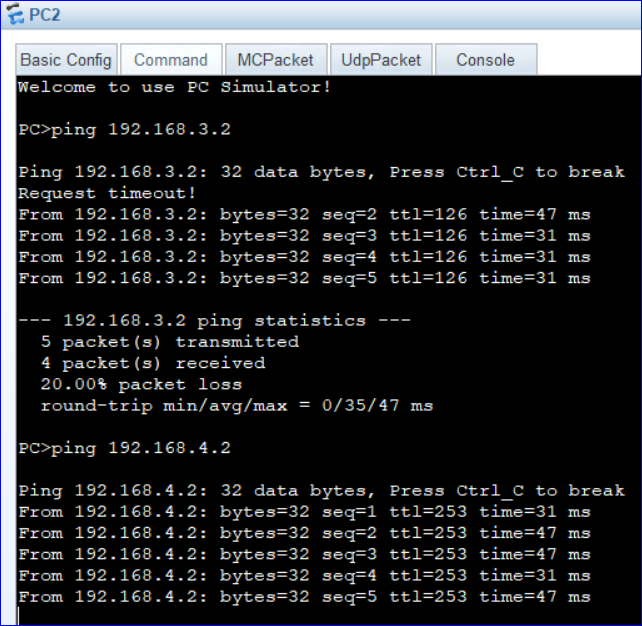 PC2
Basic Config Command MCPacket UdpPacket Console
Welcome to use PC Simulator!
PC>ping 192.168.3.2
Ping 192.168.3.2: 32 data bytes, Press Ctrl_C to break
Request timeout!
From 192.168.3.2: bytes=32 seq=2 ttl=126 time=47 ms
From 192.168.3.2: bytes=32 seq=3 ttl=126 time=31 ms
From 192.168.3.2: bytes=32 seq=4 ttl=126 time=31 ms
From 192.168.3.2: bytes=32 seq=5 ttl=126 time=31 ms
--- 192.168.3.2 ping statistics ---
5 packet(s) transmitted
4 packet(s) received
20.00% packet loss
round-trip min/avg/max = 0/35/47 ms
PC>ping 192.168.4.2
Ping 192.168.4.2: 32 data bytes, Press Ctrl_C to break
From 192.168.4.2: bytes=32 seq=1 ttl=253 time=31 ms
From 192.168.4.2: bytes=32 seq=2 ttl=253 time=47 ms
From 192.168.4.2: bytes=32 seq=3 ttl=253 time=47 ms
From 192.168.4.2: bytes=32 seq=4 ttl=253 time=31 ms
From 192.168.4.2: bytes=32 seq=5 ttl=253 time=47 ms